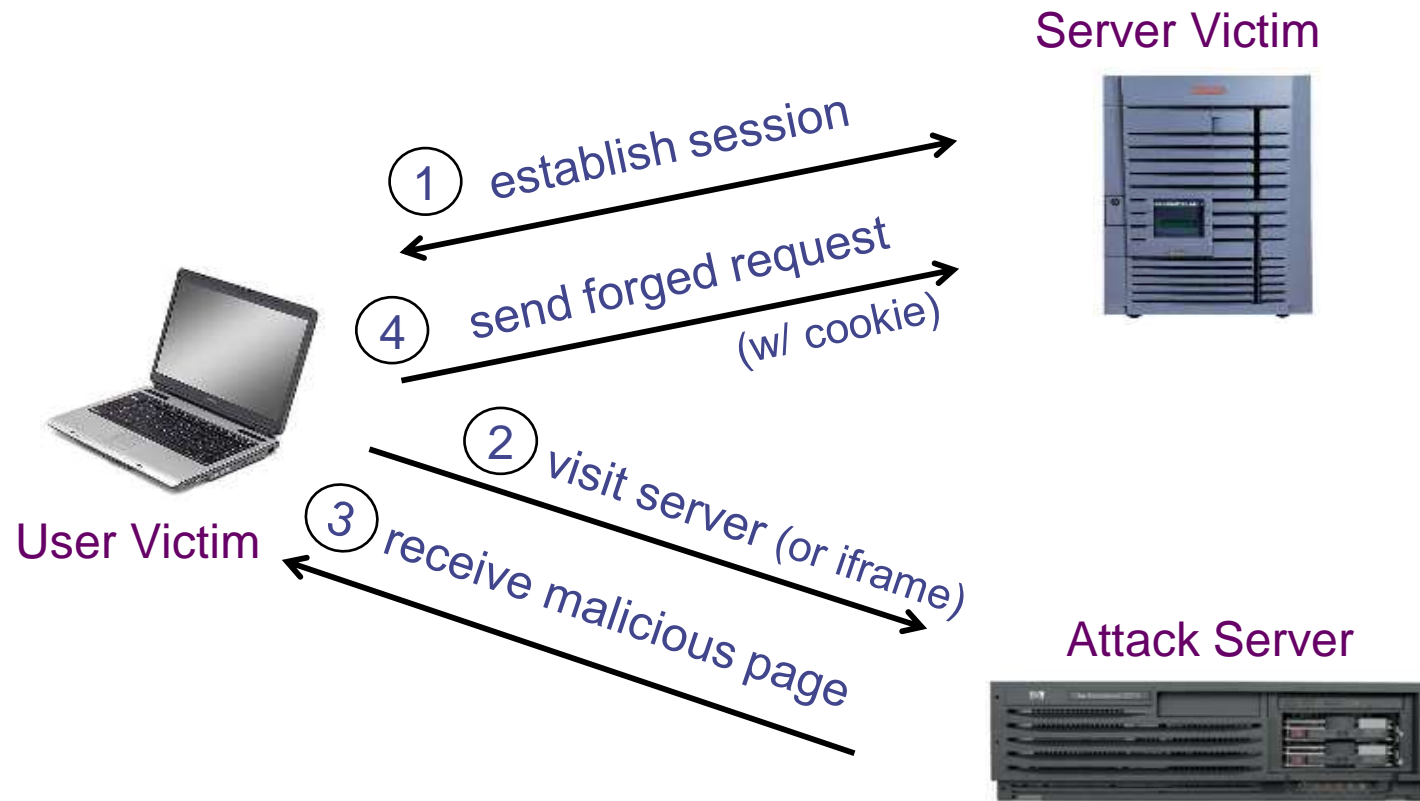 Server Victim
1 establish session
4 send forged request
(w/ cookie)
2 visit server (or iframe)
User Victim
3 receive malicious page
Attack Server